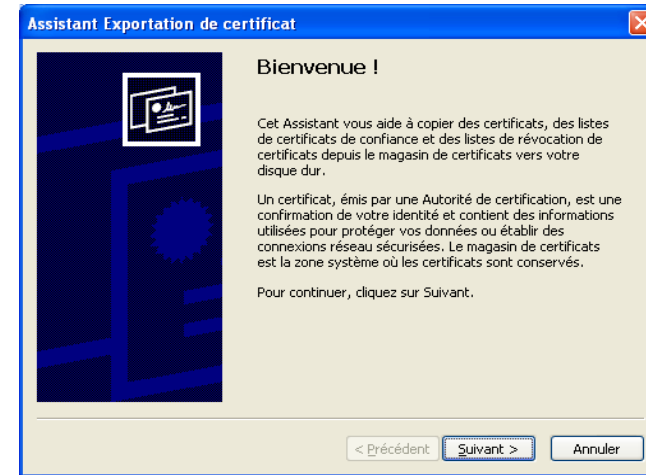 Assistant Exportation de certificat
Bienvenue !
Cet Assistant vous aide à copier des certificats, des listes
de certificats de confiance et des listes de révocation de
certificats depuis le magasin de certificats vers votre
disque dur.
Un certificat, émis par une Autorité de certification, est une
confirmation de votre identité et contient des informations
utilisées pour protéger vos données ou établir des
connexions réseau sécurisées. Le magasin de certificats
est la zone système où les certificats sont conservés.
Pour continuer, cliquez sur Suivant.
< Précédent Suivant > Annuler